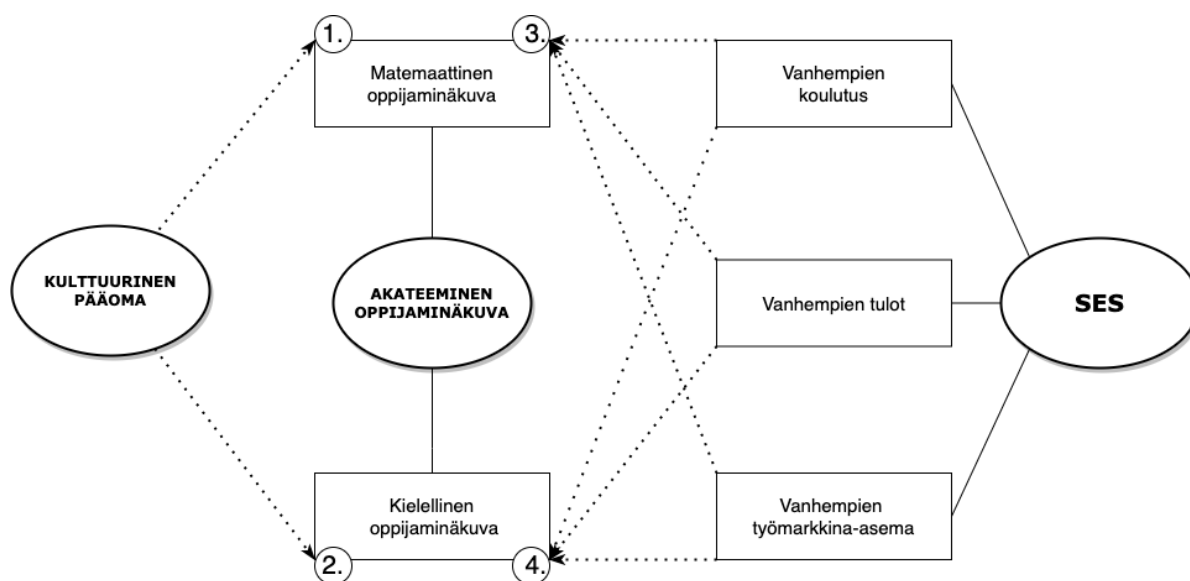 1.
3.
Matemaattinen
oppijaminäkuva
Vanhempien
koulutus
KULTTUURINEN
PÄÄOMA
AKATEEMINEN
OPPIJAMINÄKUVA
Vanhempien tulot
SES
Kielellinen
oppijaminäkuva
Vanhempien
työmarkkina-asema
2.
4.